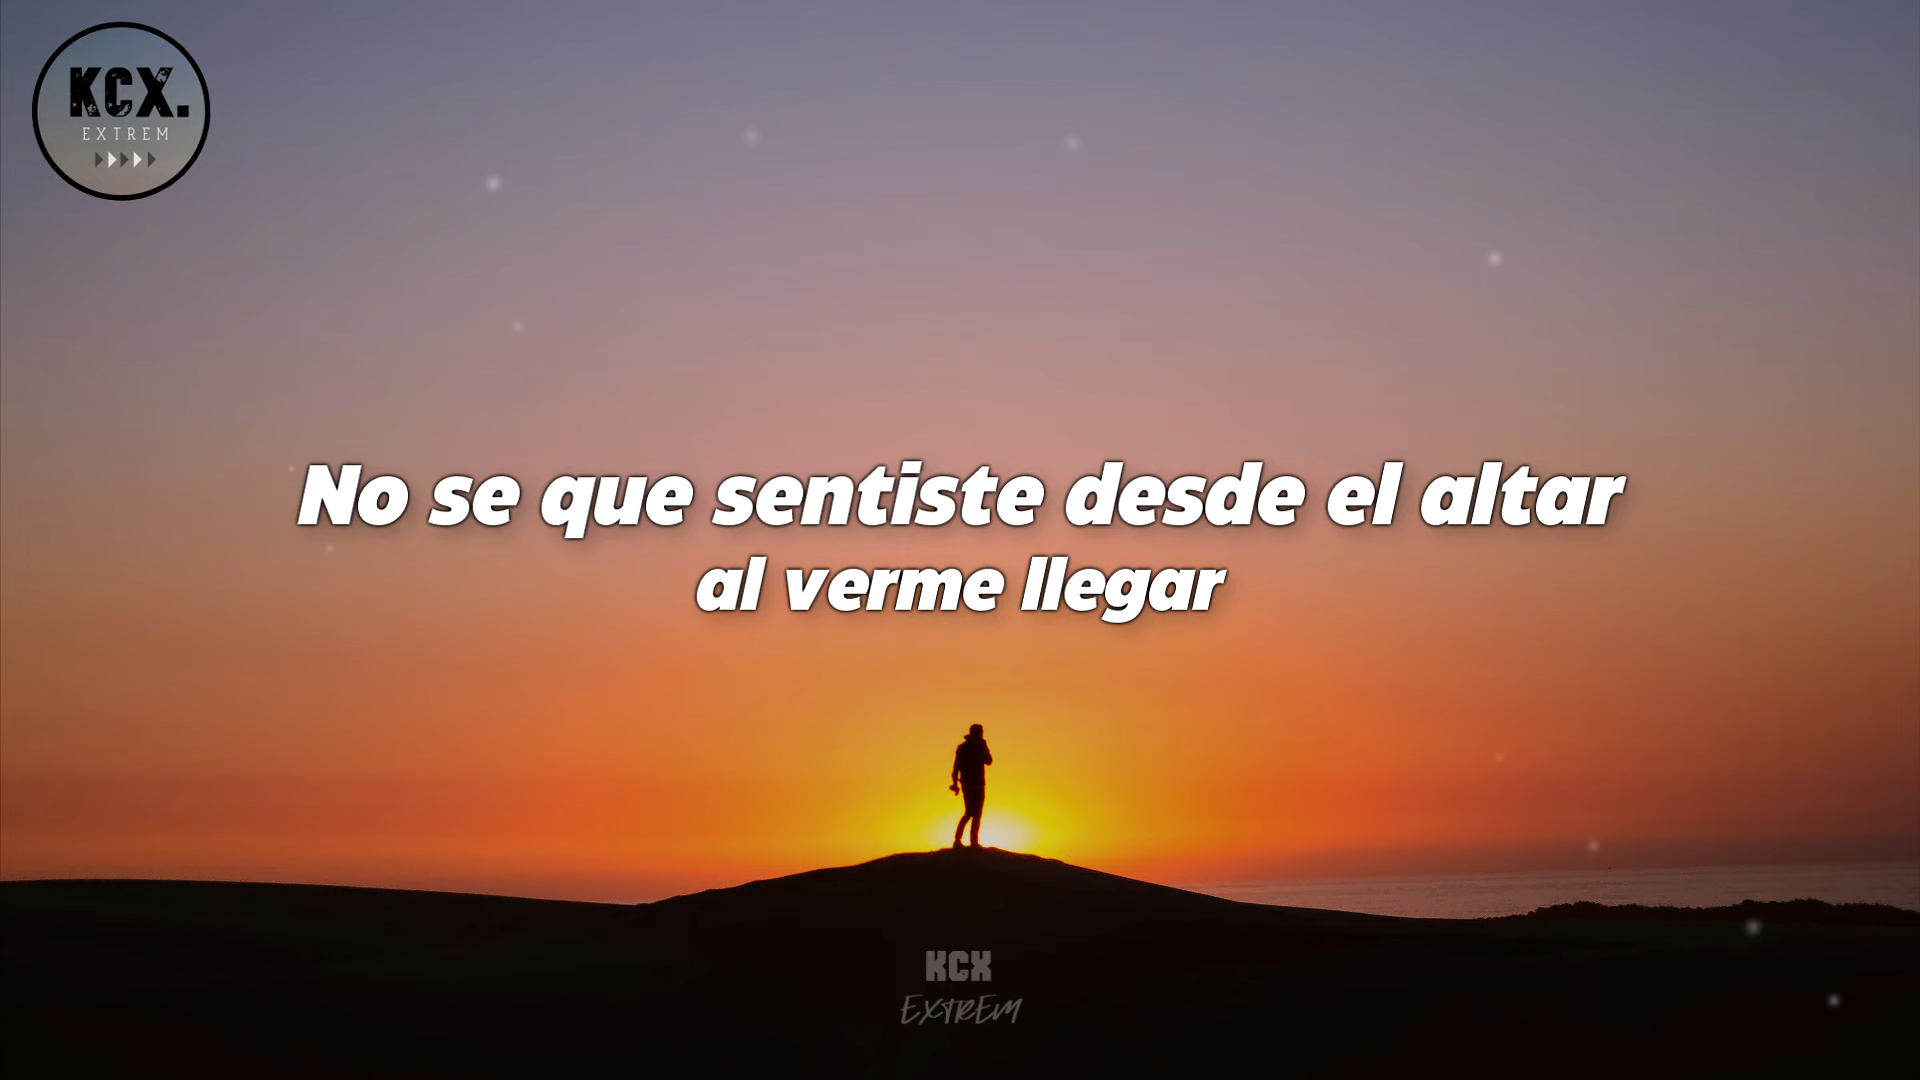 KCX.
EXTREM
No se que sentiste desde el altar
al verme llegar
KCX
EXTREM